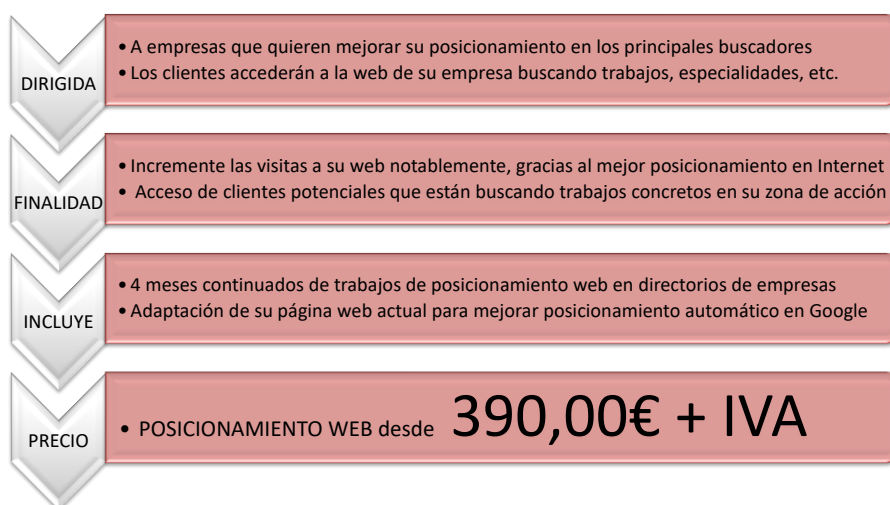 DIRIGIDA
• A empresas que quieren mejorar su posicionamiento en los principales buscadores
• Los clientes accederán a la web de su empresa buscando trabajos, especialidades, etc.
FINALIDAD
• Incremente las visitas a su web notablemente, gracias al mejor posicionamiento en Internet
• Acceso de clientes potenciales que están buscando trabajos concretos en su zona de acción
INCLUYE
• 4 meses continuados de trabajos de posicionamiento web en directorios de empresas
• Adaptación de su página web actual para mejorar posicionamiento automático en Google
PRECIO
• POSICIONAMIENTO WEB desde 390,00€ + IVA